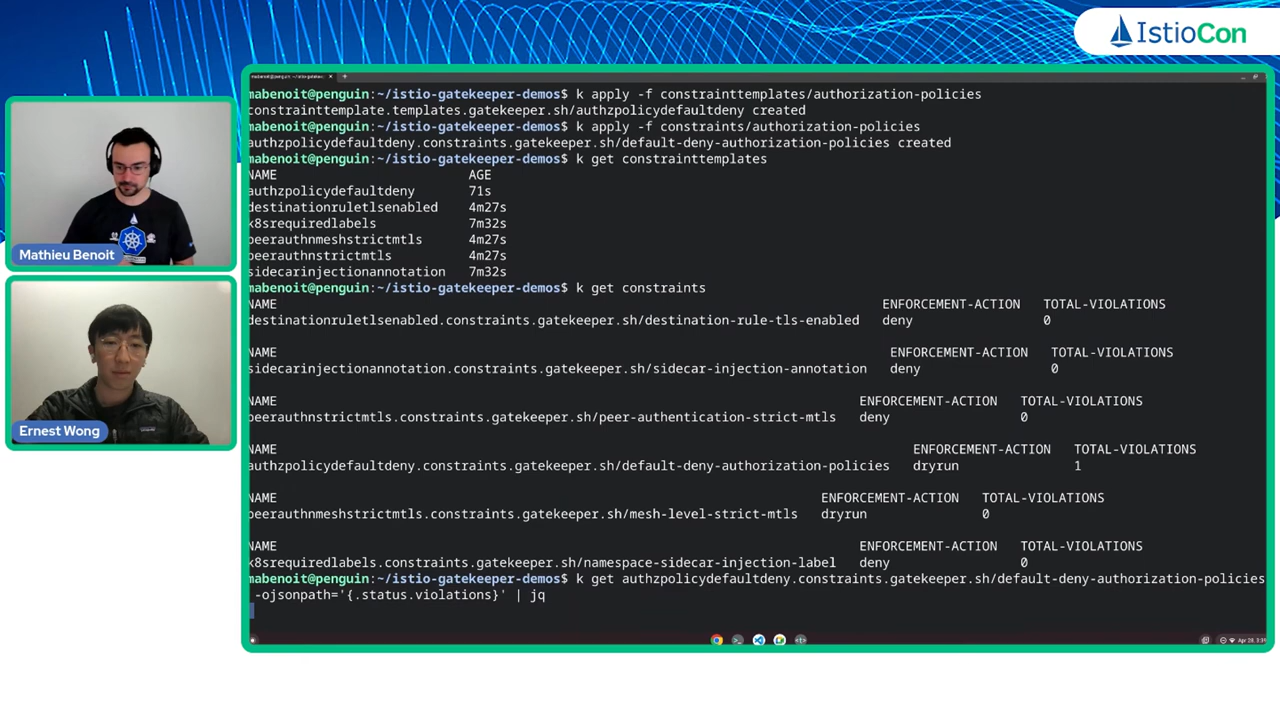 IstioCon
mabenoit@penguin:~/istio-gatekeeper-demos$ k apply -f constrainttemplates/authorization-policies
constrainttemplate.templates.gatekeeper.sh/authzpolicydefaultdeny created
mabenoit@penguin:~/istio-gatekeeper-demos$ k apply -f constraints/authorization-policies
authzpolicydefaultdeny.constraints.gatekeeper.sh/default-deny-authorization-policies created
mabenoit@penguin:~/istio-gatekeeper-demos$ k get constrainttemplates
NAME AGE
authzpolicydefaultdeny 71s
destinationruletlsenabled 4m27s
k8srequiredlabels 7m32s
peerauthnmeshstrictmtls 4m27s
peerauthnstrictmtls 4m27s
sidecarinjectionannotation 7m32s
mabenoit@penguin:~/istio-gatekeeper-demos$ k get constraints
NAME ENFORCEMENT-ACTION TOTAL-VIOLATIONS
destinationruletlsenabled.constraints.gatekeeper.sh/destination-rule-tls-enabled deny 0
NAME ENFORCEMENT-ACTION TOTAL-VIOLATIONS
sidecarinjectionannotation.constraints.gatekeeper.sh/sidecar-injection-annotation deny 0
NAME ENFORCEMENT-ACTION TOTAL-VIOLATIONS
peerauthnstrictmtls.constraints.gatekeeper.sh/peer-authentication-strict-mtls deny 0
NAME ENFORCEMENT-ACTION TOTAL-VIOLATIONS
authzpolicydefaultdeny.constraints.gatekeeper.sh/default-deny-authorization-policies dryrun 1
NAME ENFORCEMENT-ACTION TOTAL-VIOLATIONS
peerauthnmeshstrictmtls.constraints.gatekeeper.sh/mesh-level-strict-mtls dryrun 0
NAME ENFORCEMENT-ACTION TOTAL-VIOLATIONS
k8srequiredlabels.constraints.gatekeeper.sh/namespace-sidecar-injection-label deny 0
mabenoit@penguin:~/istio-gatekeeper-demos$ k get authzpolicydefaultdeny.constraints.gatekeeper.sh/default-deny-authorization-policies
-ojsonpath='{.status.violations}' | jq
Mathieu Benoit
Ernest Wong